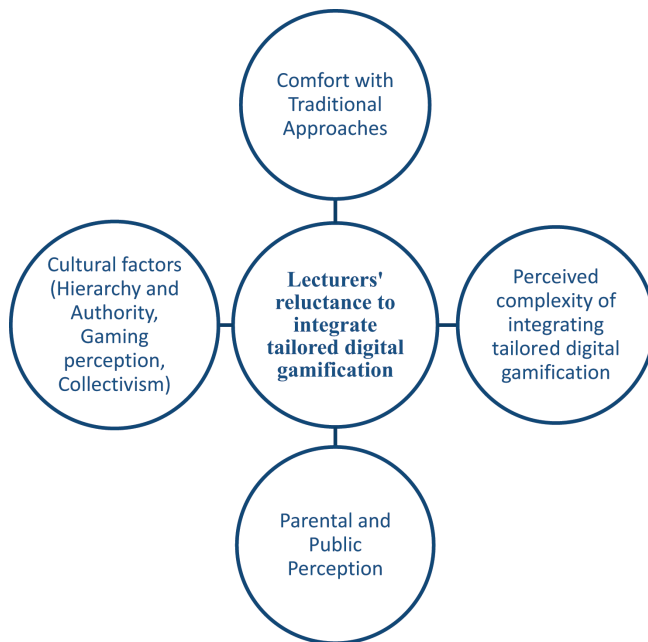 Comfort with
Traditional
Approaches
Cultural factors
(Hierarchy and
Authority,
Gaming
perception,
Collectivism)
Lecturers'
reluctance to
integrate
tailored digital
gamification
Perceived
complexity of
integrating
tailored digital
gamification
Parental and
Public
Perception